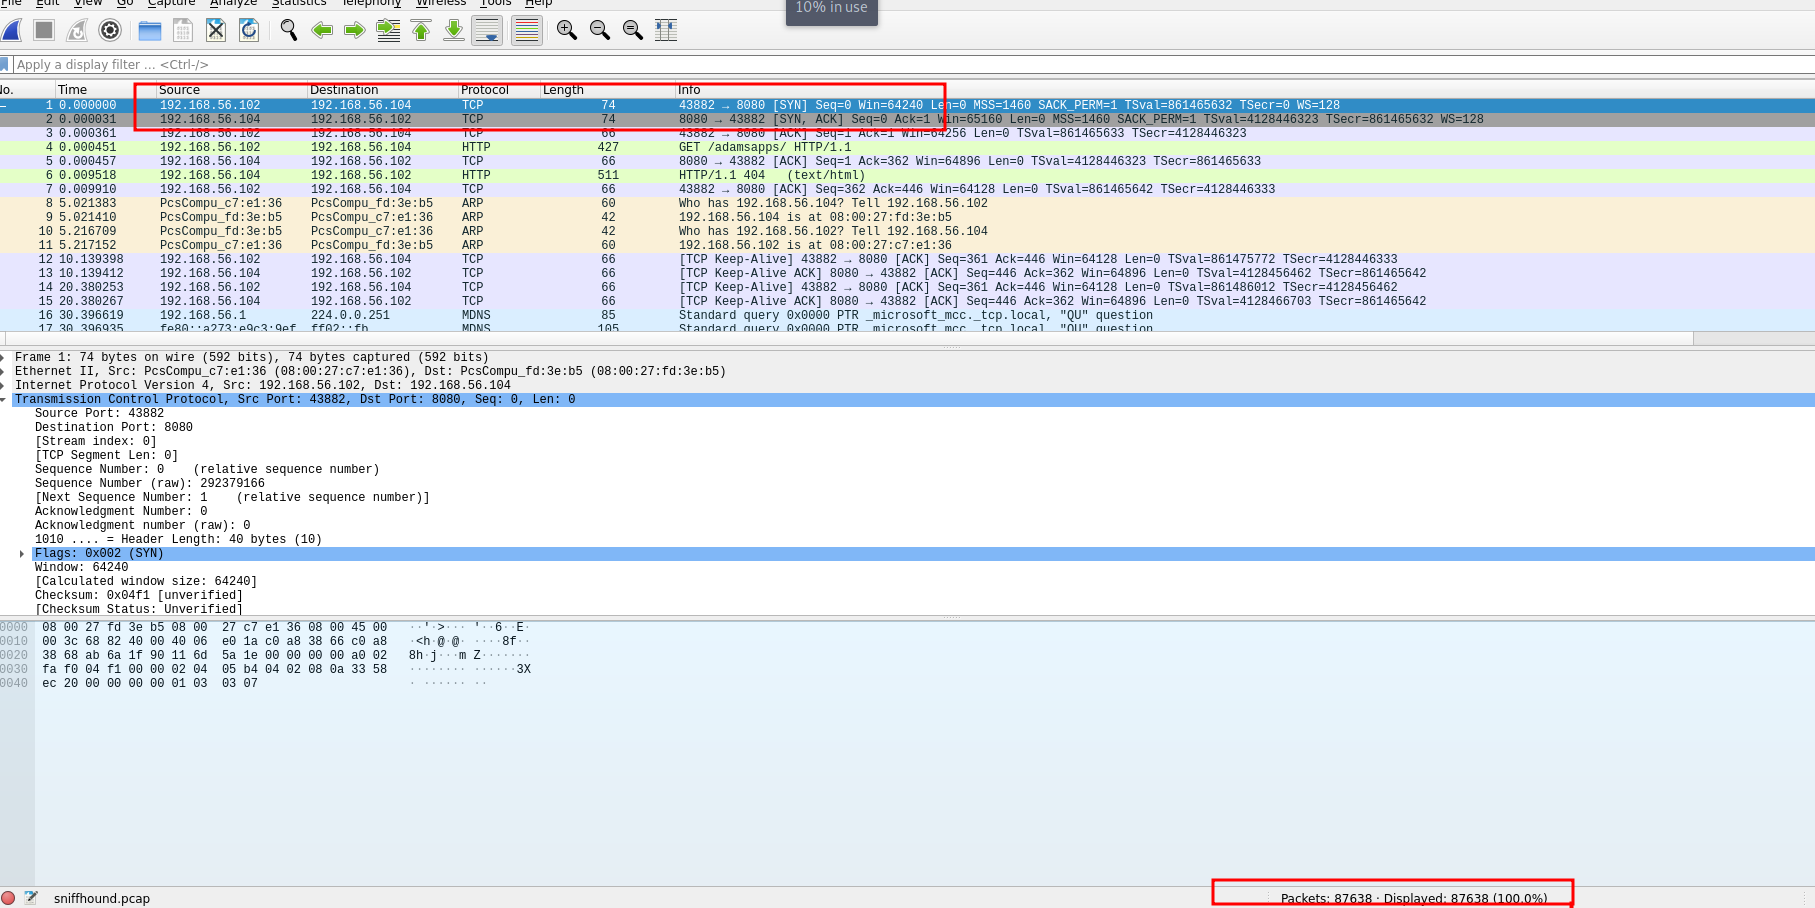 File Edit View Go Capture Analyze Statistics Telephony Wireless Tools Help
10% in use
Apply a display filter ... <Ctrl-/>
No. Time Source Destination Protocol Length Info
1 0.000000 192.168.56.102 192.168.56.104 TCP 74 43882 → 8080 [SYN] Seq=0 Win=64240 Len=0 MSS=1460 SACK_PERM=1 TSval=861465632 TSecr=0 WS=128
2 0.000031 192.168.56.104 192.168.56.102 TCP 74 8080 → 43882 [SYN, ACK] Seq=0 Ack=1 Win=65160 Len=0 MSS=1460 SACK_PERM=1 TSval=4128446323 TSecr=861465632 WS=128
3 0.000361 192.168.56.102 192.168.56.104 TCP 66 43882 → 8080 [ACK] Seq=1 Ack=1 Win=64256 Len=0 TSval=861465633 TSecr=4128446323
4 0.000451 192.168.56.102 192.168.56.104 HTTP 427 GET /adamsapps/ HTTP/1.1
5 0.000457 192.168.56.104 192.168.56.102 TCP 66 8080 → 43882 [ACK] Seq=1 Ack=362 Win=64896 Len=0 TSval=4128446323 TSecr=861465633
6 0.009518 192.168.56.104 192.168.56.102 HTTP 511 HTTP/1.1 404 (text/html)
7 0.009910 192.168.56.102 192.168.56.104 TCP 66 43882 → 8080 [ACK] Seq=362 Ack=446 Win=64128 Len=0 TSval=861465642 TSecr=4128446333
8 5.021383 PcsCompu_c7:e1:36 PcsCompu_fd:3e:b5 ARP 60 Who has 192.168.56.104? Tell 192.168.56.102
9 5.021410 PcsCompu_fd:3e:b5 PcsCompu_c7:e1:36 ARP 42 192.168.56.104 is at 08:00:27:fd:3e:b5
10 5.216709 PcsCompu_fd:3e:b5 PcsCompu_c7:e1:36 ARP 42 Who has 192.168.56.102? Tell 192.168.56.104
11 5.217152 PcsCompu_c7:e1:36 PcsCompu_fd:3e:b5 ARP 60 192.168.56.102 is at 08:00:27:c7:e1:36
12 10.139398 192.168.56.102 192.168.56.104 TCP 66 [TCP Keep-Alive] 43882 → 8080 [ACK] Seq=361 Ack=446 Win=64128 Len=0 TSval=861475772 TSecr=4128446333
13 10.139412 192.168.56.104 192.168.56.102 TCP 66 [TCP Keep-Alive ACK] 8080 → 43882 [ACK] Seq=446 Ack=362 Win=64896 Len=0 TSval=4128456462 TSecr=861465642
14 20.380253 192.168.56.102 192.168.56.104 TCP 66 [TCP Keep-Alive] 43882 → 8080 [ACK] Seq=361 Ack=446 Win=64128 Len=0 TSval=861486012 TSecr=4128456462
15 20.380267 192.168.56.104 192.168.56.102 TCP 66 [TCP Keep-Alive ACK] 8080 → 43882 [ACK] Seq=446 Ack=362 Win=64896 Len=0 TSval=4128466703 TSecr=861465642
16 30.396619 192.168.56.1 224.0.0.251 MDNS 85 Standard query 0x0000 PTR _microsoft_mcc._tcp.local, "QU" question
17 30.396935 fe80::a273:e9c3:9ef… ff02::fb MDNS 105 Standard query 0x0000 PTR _microsoft_mcc._tcp.local, "QU" question
Frame 1: 74 bytes on wire (592 bits), 74 bytes captured (592 bits)
Ethernet II, Src: PcsCompu_c7:e1:36 (08:00:27:c7:e1:36), Dst: PcsCompu_fd:3e:b5 (08:00:27:fd:3e:b5)
Internet Protocol Version 4, Src: 192.168.56.102, Dst: 192.168.56.104
Transmission Control Protocol, Src Port: 43882, Dst Port: 8080, Seq: 0, Len: 0
Source Port: 43882
Destination Port: 8080
[Stream index: 0]
[TCP Segment Len: 0]
Sequence Number: 0 (relative sequence number)
Sequence Number (raw): 292379166
[Next Sequence Number: 1 (relative sequence number)]
Acknowledgment Number: 0
Acknowledgment number (raw): 0
1010 .... = Header Length: 40 bytes (10)
Flags: 0x002 (SYN)
Window: 64240
[Calculated window size: 64240]
Checksum: 0x04f1 [unverified]
[Checksum Status: Unverified]
0000 08 00 27 fd 3e b5 08 00 27 c7 e1 36 08 00 45 00 ··'·>··· '··6··E·
0010 00 3c 68 82 40 00 40 06 e0 1a c0 a8 38 66 c0 a8 ·<h·@·@· ····8f··
0020 38 68 ab 6a 1f 90 11 6d 5a 1e 00 00 00 00 a0 02 8h·j···m Z·······
0030 fa f0 04 f1 00 00 02 04 05 b4 04 02 08 0a 33 58 ········ ······3X
0040 ec 20 00 00 00 00 01 03 03 07 · ······ ··
sniffhound.pcap
Packets: 87638 · Displayed: 87638 (100.0%)